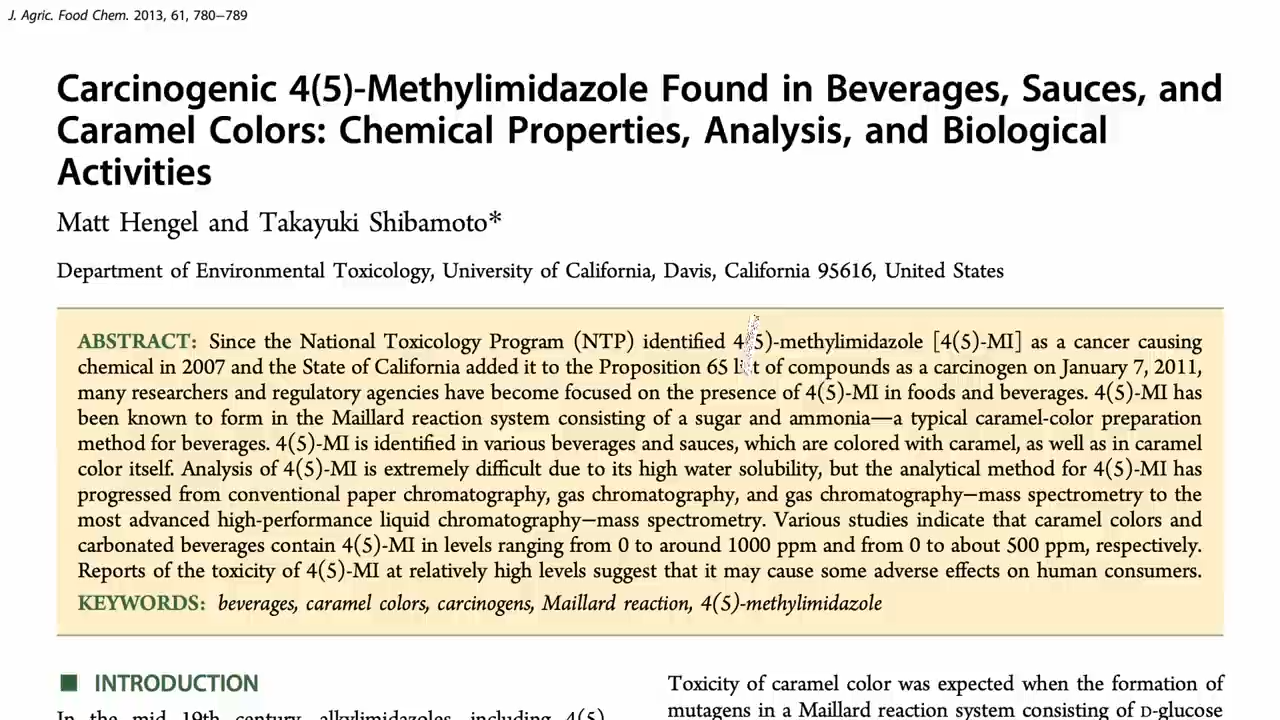 J. Agric. Food Chem. 2013, 61, 780−789
Carcinogenic 4(5)-Methylimidazole Found in Beverages, Sauces, and
Caramel Colors: Chemical Properties, Analysis, and Biological
Activities
Matt Hengel and Takayuki Shibamoto*
Department of Environmental Toxicology, University of California, Davis, California 95616, United States
ABSTRACT: Since the National Toxicology Program (NTP) identified 4(5)-methylimidazole [4(5)-MI] as a cancer causing
chemical in 2007 and the State of California added it to the Proposition 65 list of compounds as a carcinogen on January 7, 2011,
many researchers and regulatory agencies have become focused on the presence of 4(5)-MI in foods and beverages. 4(5)-MI has
been known to form in the Maillard reaction system consisting of a sugar and ammonia—a typical caramel-color preparation
method for beverages. 4(5)-MI is identified in various beverages and sauces, which are colored with caramel, as well as in caramel
color itself. Analysis of 4(5)-MI is extremely difficult due to its high water solubility, but the analytical method for 4(5)-MI has
progressed from conventional paper chromatography, gas chromatography, and gas chromatography−mass spectrometry to the
most advanced high-performance liquid chromatography−mass spectrometry. Various studies indicate that caramel colors and
carbonated beverages contain 4(5)-MI in levels ranging from 0 to around 1000 ppm and from 0 to about 500 ppm, respectively.
Reports of the toxicity of 4(5)-MI at relatively high levels suggest that it may cause some adverse effects on human consumers.
KEYWORDS: beverages, caramel colors, carcinogens, Maillard reaction, 4(5)-methylimidazole
■ INTRODUCTION
In the mid 19th century, alkylimidazoles, including 4(5)
Toxicity of caramel color was expected when the formation of
mutagens in a Maillard reaction system consisting of D-glucose